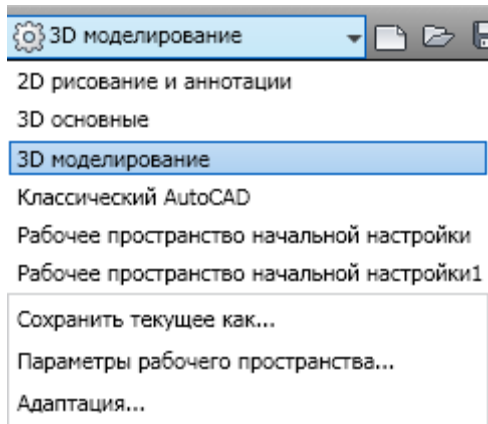 3D моделирование
2D рисование и аннотации
3D основные
3D моделирование
Классический AutoCAD
Рабочее пространство начальной настройки
Рабочее пространство начальной настройки1
Сохранить текущее как...
Параметры рабочего пространства...
Адаптация...